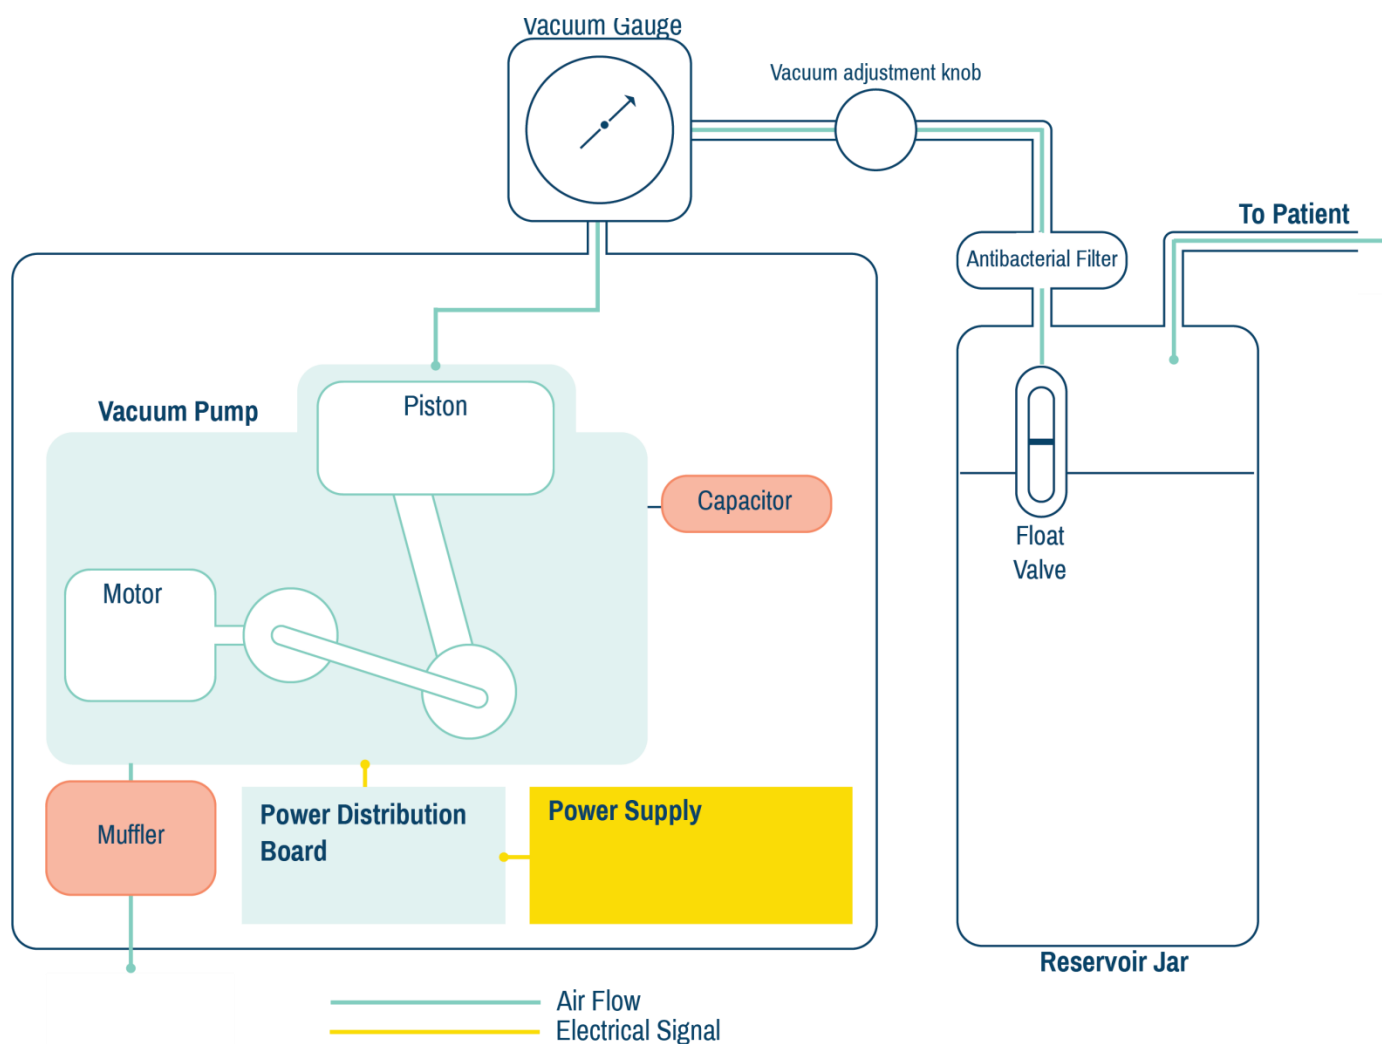 Vacuum Gauge
Vacuum adjustment knob
To Patient
Antibacterial Filter
Piston
Vacuum Pump
Capacitor
Float
Valve
Motor
Power Distribution
Board
Power Supply
Muffler
Reservoir Jar
Air Flow
Electrical Signal